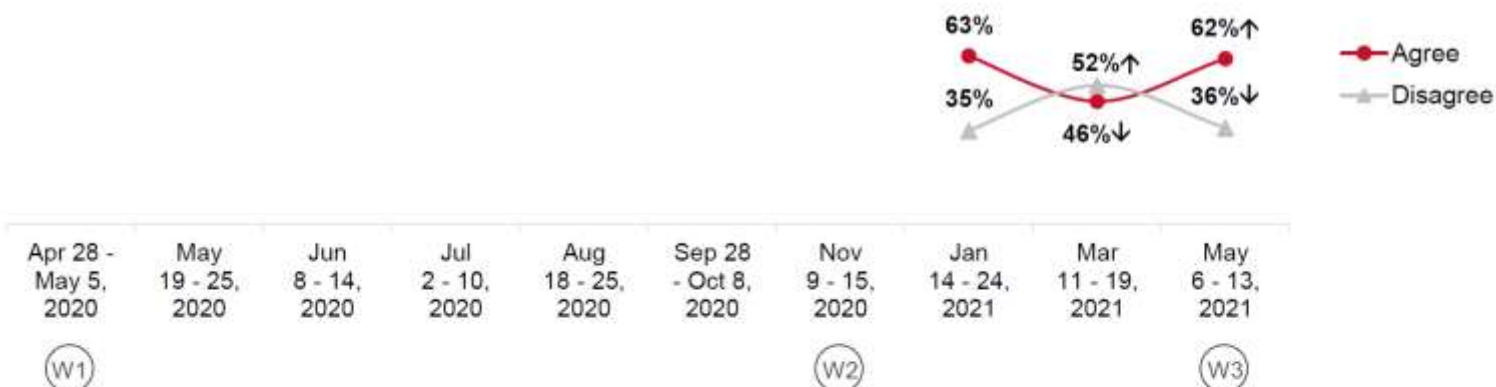 63%
62%↑
52%↑
35%
36%↓
46%↓
Agree
Disagree
Apr 28 -
May 5,
2020
May
19 - 25,
2020
Jun
8 - 14,
2020
Jul
2 - 10,
2020
Aug
18 - 25,
2020
Sep 28
- Oct 8,
2020
Nov
9 - 15,
2020
Jan
14 - 24,
2021
Mar
11 - 19,
2021
May
6 - 13,
2021
W1
W2
W3